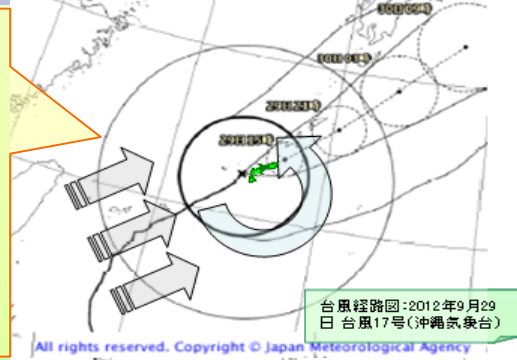 30日09時
30日03時
29日21時
29日15時
台風経路図:2012年9月29
日 台風17号(沖縄気象台)
All rights reserved. Copyright © Japan Meteorological Agency